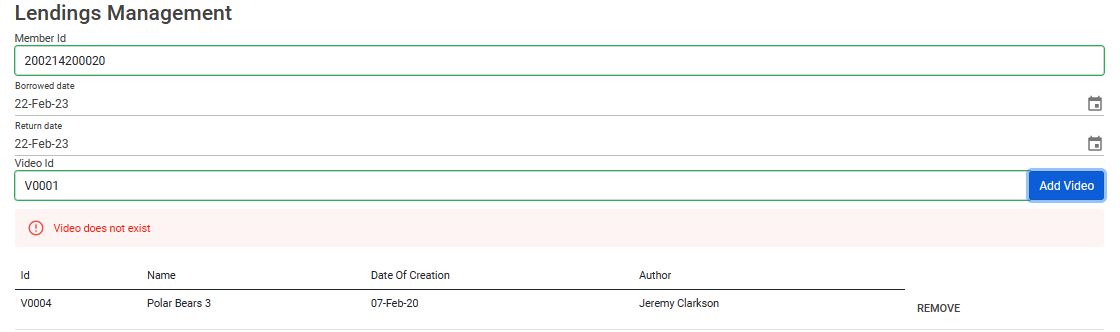 Lendings Management
Member Id
200214200020
Borrowed date
22-Feb-23
Return date
22-Feb-23
Video Id
V0001 Add Video
Video does not exist
Id Name Date Of Creation Author
V0004 Polar Bears 3 07-Feb-20 Jeremy Clarkson REMOVE